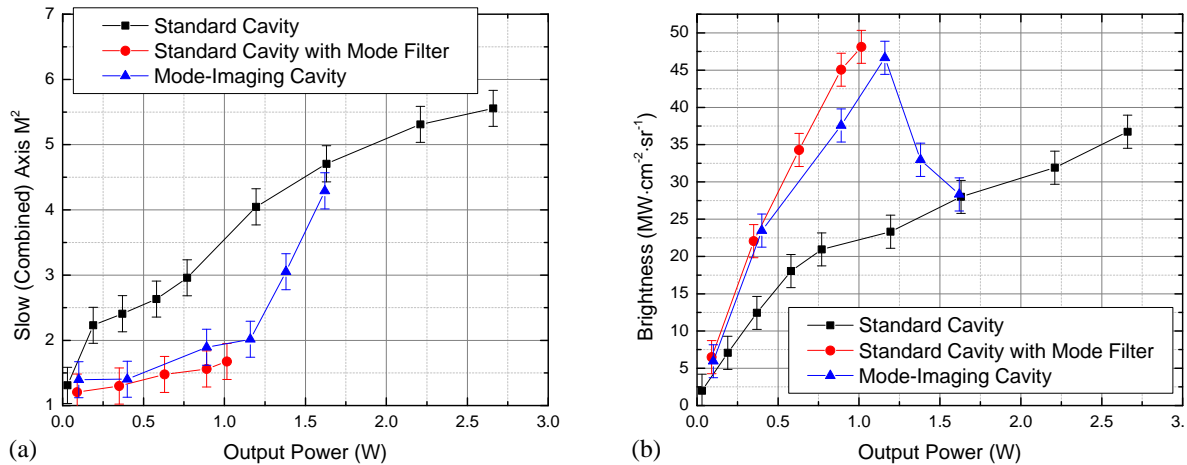 Standard Cavity
Standard Cavity with Mode Filter
Mode-Imaging Cavity
Slow (Combined) Axis M²
7
6
5
4
3
2
1
0.0 0.5 1.0 1.5 2.0 2.5 3.0
Output Power (W)
(a)
Brightness (MW·cm⁻²·sr⁻¹)
50
45
40
35
30
25
20
15
10
5
0
Standard Cavity
Standard Cavity with Mode Filter
Mode-Imaging Cavity
0.0 0.5 1.0 1.5 2.0 2.5 3.
Output Power (W)
(b)